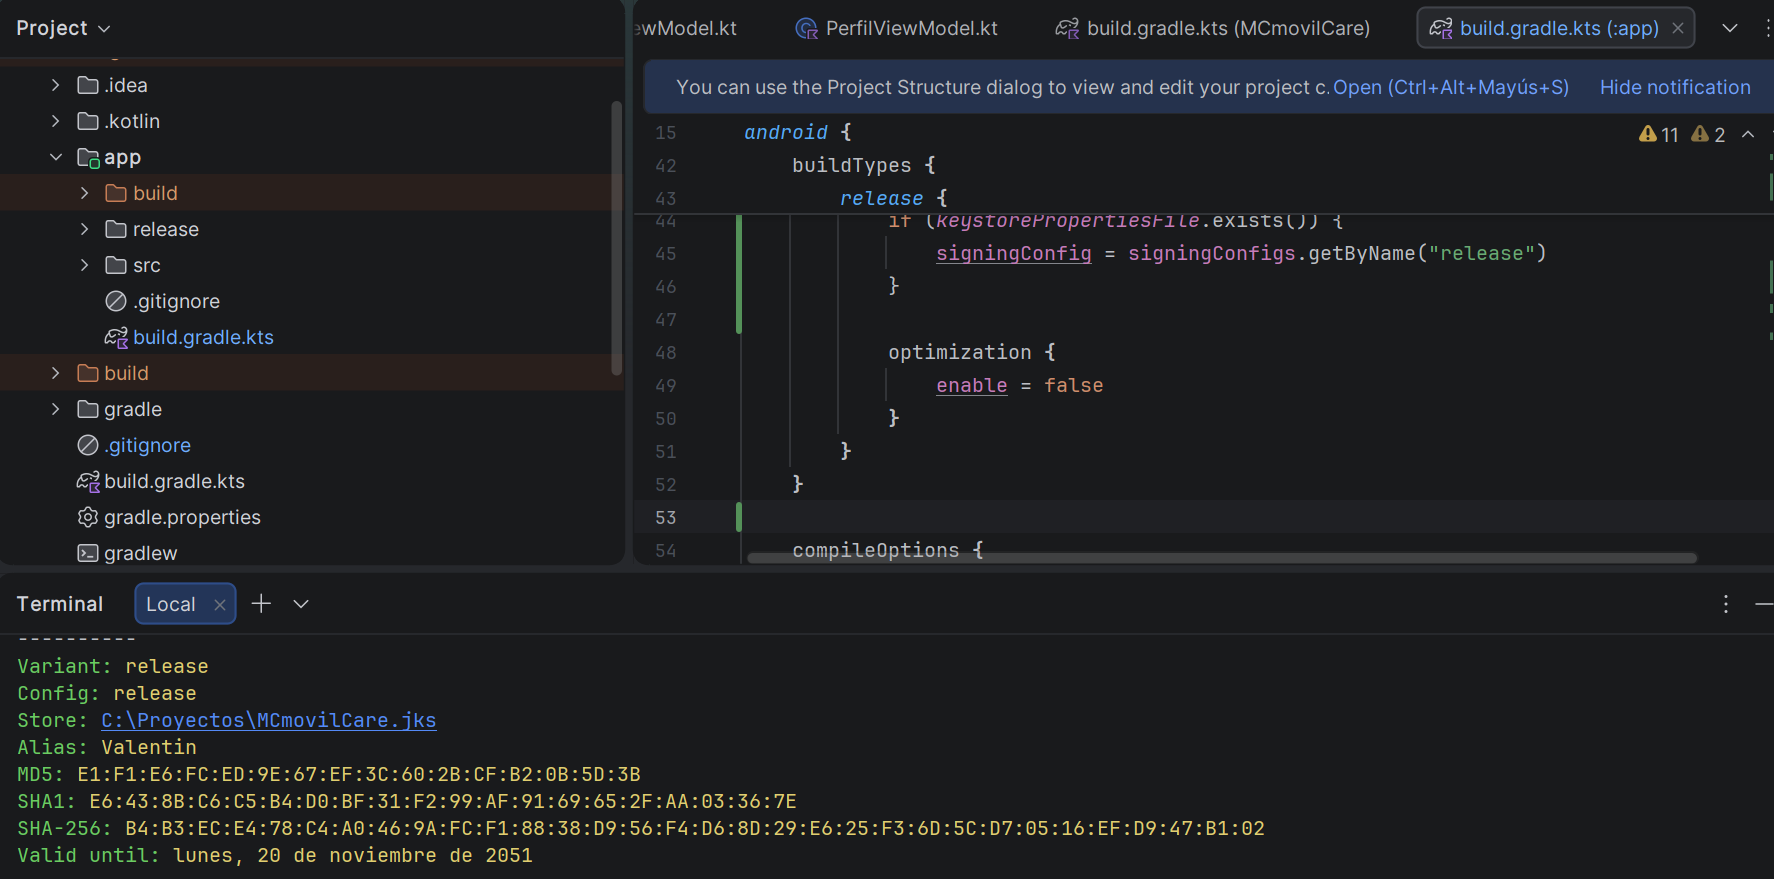 Project
.idea
.kotlin
app
build
release
src
.gitignore
build.gradle.kts
build
gradle
.gitignore
build.gradle.kts
gradle.properties
gradlew
ewModel.kt PerfilViewModel.kt build.gradle.kts (MCmovilCare) build.gradle.kts (:app)
You can use the Project Structure dialog to view and edit your project c. Open (Ctrl+Alt+Mayús+S) Hide notification
15 android {
11 2
42 buildTypes {
43 release {
44 if (keystorePropertiesFile.exists()) {
45 signingConfig = signingConfigs.getByName("release")
46 }
47
48 optimization {
49 enable = false
50 }
51 }
52 }
53
54 compileOptions {
Terminal Local
----------
Variant: release
Config: release
Store: C:\Proyectos\MCmovilCare.jks
Alias: Valentin
MD5: E1:F1:E6:FC:ED:9E:67:EF:3C:60:2B:CF:B2:0B:5D:3B
SHA1: E6:43:8B:C6:C5:B4:D0:BF:31:F2:99:AF:91:69:65:2F:AA:03:36:7E
SHA-256: B4:B3:EC:E4:78:C4:A0:46:9A:FC:F1:88:38:D9:56:F4:D6:8D:29:E6:25:F3:6D:5C:D7:05:16:EF:D9:47:B1:02
Valid until: lunes, 20 de noviembre de 2051